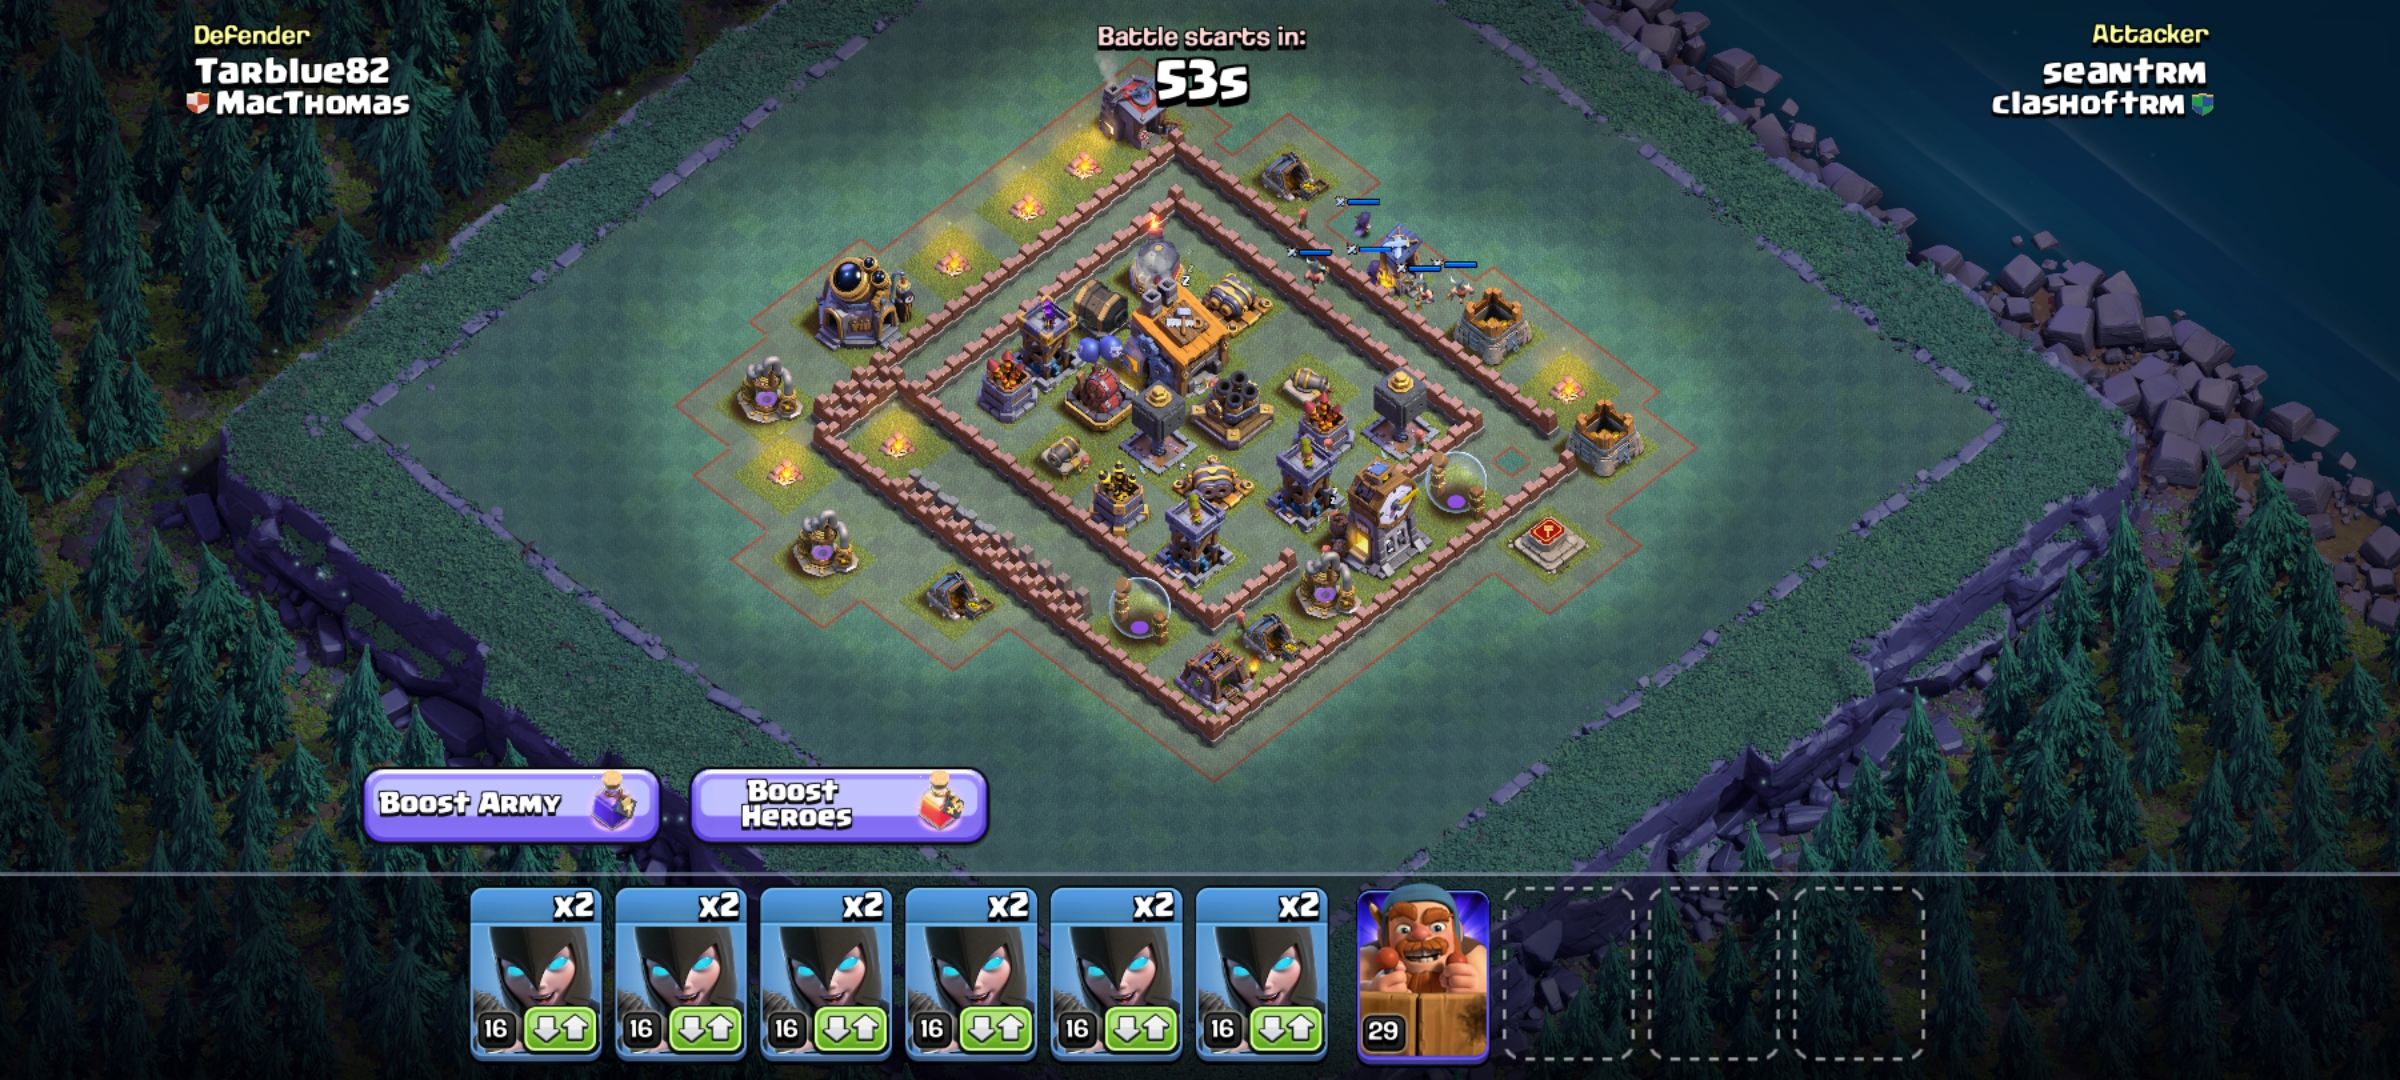 Defender
Tarblue82
MacThomas
Battle starts in:
53s
Attacker
seantrm
clashoftrm
Boost Army
Boost
Heroes
x2
x2
x2
x2
x2
x2
16
16
16
16
16
16
29